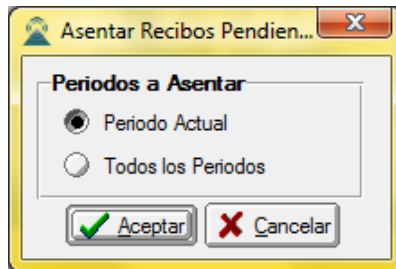 Asentar Recibos Pendien...
Periodos a Asentar
Periodo Actual
Todos los Periodos
Aceptar Cancelar